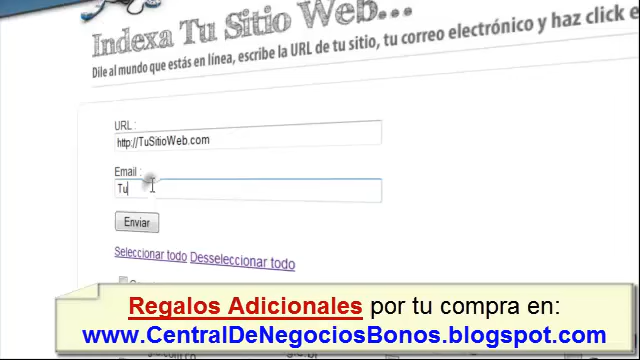 Indexa Tu Sitio Web...
Dile al mundo que estás en línea, escribe la URL de tu sitio, tu correo electrónico y haz click e
URL :
http://TuSitioWeb.com
Email :
Tu
Enviar
Seleccionar todo Desseleccionar todo
Regalos Adicionales por tu compra en:
www.CentralDeNegociosBonos.blogspot.com